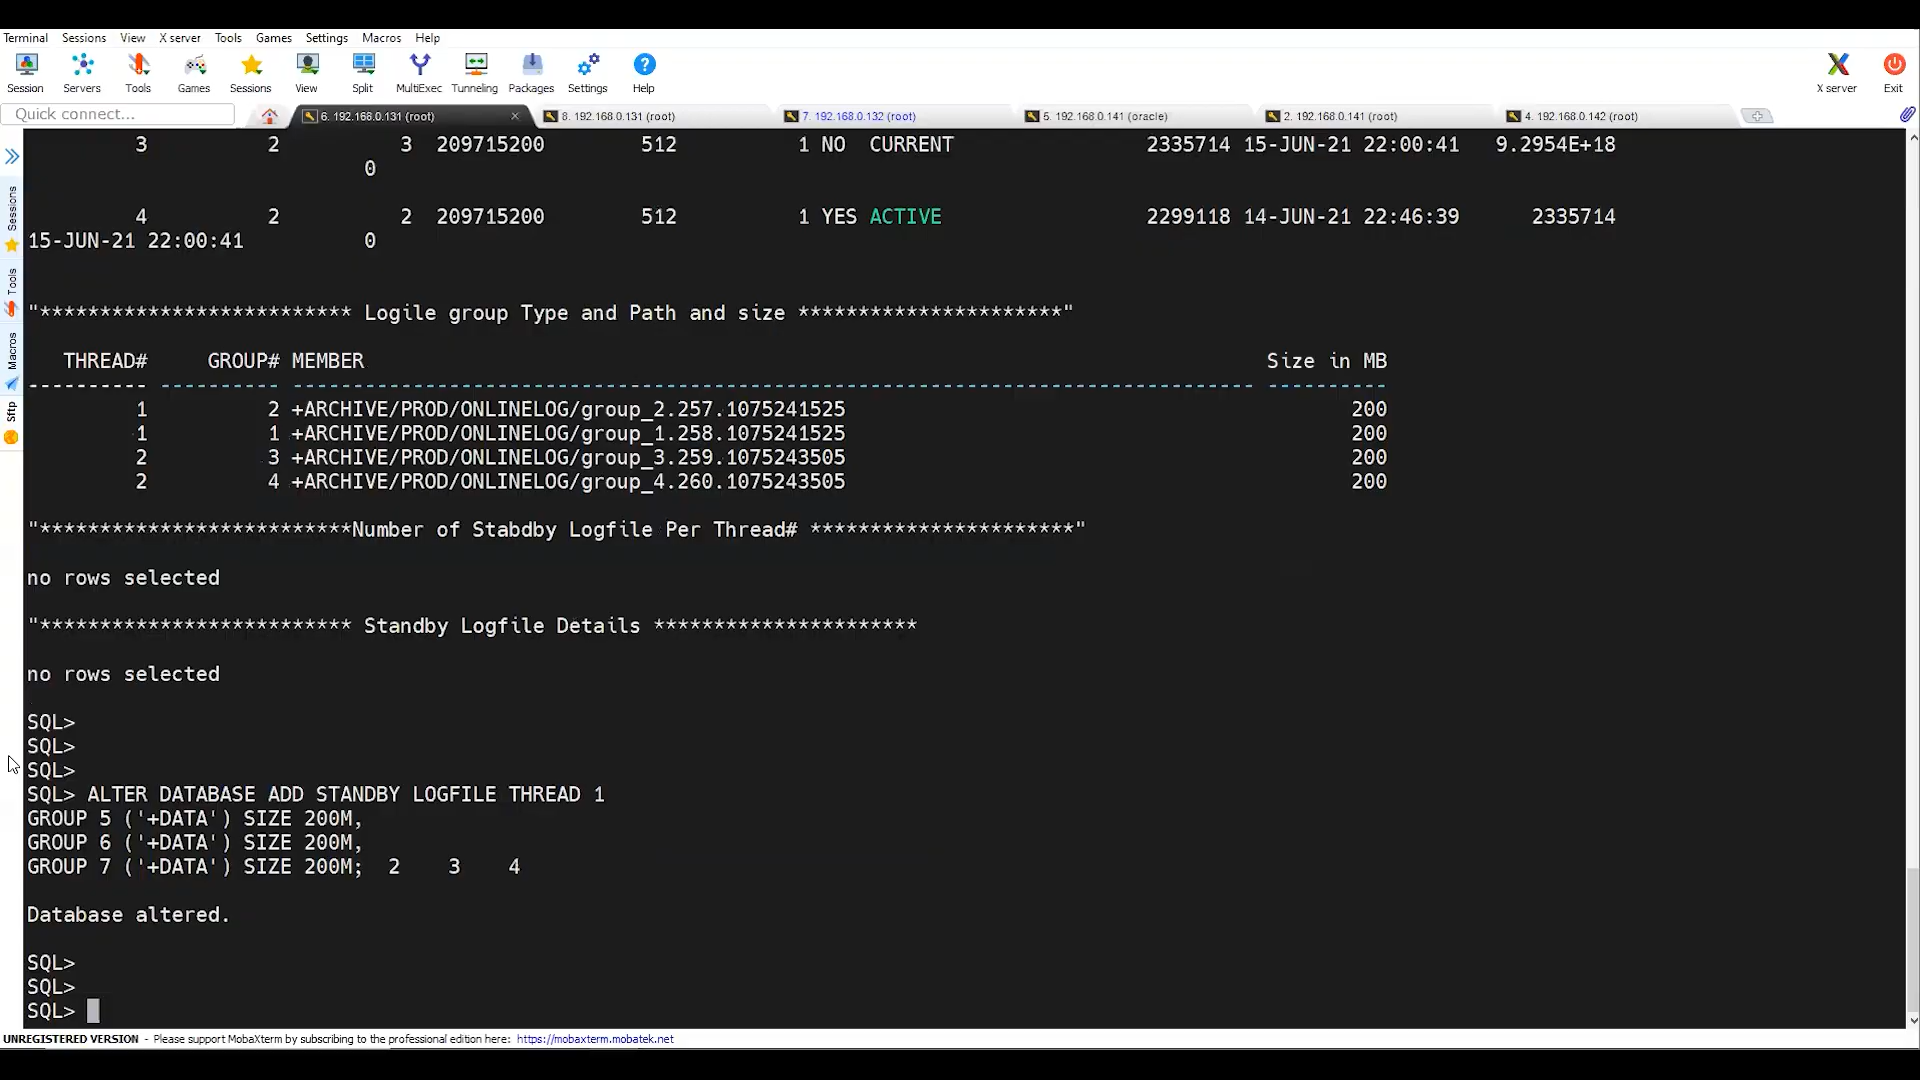 Terminal Sessions View X server Tools Games Settings Macros Help
Session Servers Tools Games Sessions View Split MultiExec Tunneling Packages Settings Help X server Exit
Quick connect... 6. 192.168.0.131 (root) 8. 192.168.0.131 (root) 7. 192.168.0.132 (root) 5. 192.168.0.141 (oracle) 2. 192.168.0.141 (root) 4. 192.168.0.142 (root)
Sessions
Tools
Macros
Sftp
3 2 3 209715200 512 1 NO CURRENT 2335714 15-JUN-21 22:00:41 9.2954E+18
0
4 2 2 209715200 512 1 YES ACTIVE 2299118 14-JUN-21 22:46:39 2335714
15-JUN-21 22:00:41 0
"************************** Logile group Type and Path and size **********************"
THREAD# GROUP# MEMBER Size in MB
---------- ---------- -------------------------------------------------------------------------------- ----------
1 2 +ARCHIVE/PROD/ONLINELOG/group_2.257.1075241525 200
1 1 +ARCHIVE/PROD/ONLINELOG/group_1.258.1075241525 200
2 3 +ARCHIVE/PROD/ONLINELOG/group_3.259.1075243505 200
2 4 +ARCHIVE/PROD/ONLINELOG/group_4.260.1075243505 200
"**************************Number of Stabdby Logfile Per Thread# **********************"
no rows selected
"************************** Standby Logfile Details **********************
no rows selected
SQL>
SQL>
SQL>
SQL> ALTER DATABASE ADD STANDBY LOGFILE THREAD 1
GROUP 5 ('+DATA') SIZE 200M,
GROUP 6 ('+DATA') SIZE 200M,
GROUP 7 ('+DATA') SIZE 200M; 2 3 4
Database altered.
SQL>
SQL>
SQL>
UNREGISTERED VERSION - Please support MobaXterm by subscribing to the professional edition here: https://mobaxterm.mobatek.net